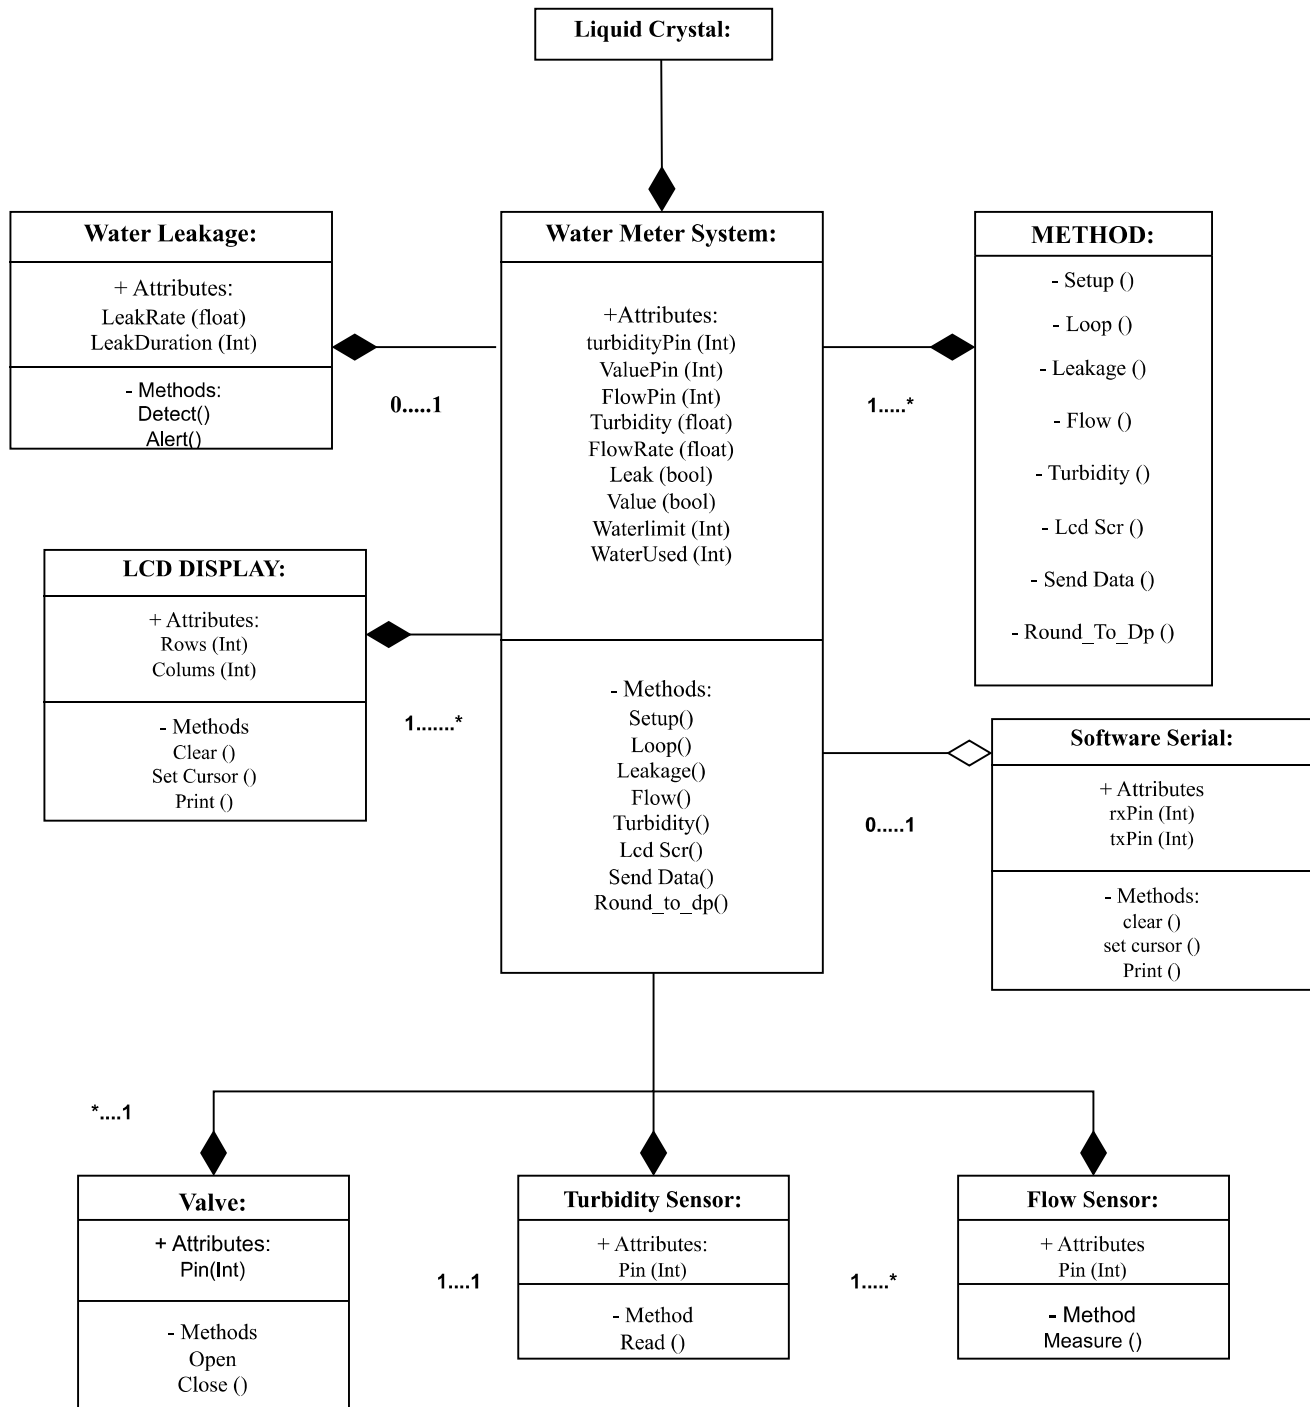 Liquid Crystal:
Water Leakage:
+ Attributes:
LeakRate (float)
LeakDuration (Int)
- Methods:
Detect()
Alert()
0.....1
Water Meter System:
+Attributes:
turbidityPin (Int)
ValuePin (Int)
FlowPin (Int)
Turbidity (float)
FlowRate (float)
Leak (bool)
Value (bool)
Waterlimit (Int)
WaterUsed (Int)
- Methods:
Setup()
Loop()
Leakage()
Flow()
Turbidity()
Lcd Scr()
Send Data()
Round_to_dp()
METHOD:
- Setup ()
- Loop ()
- Leakage ()
- Flow ()
- Turbidity ()
- Lcd Scr ()
- Send Data ()
- Round_To_Dp ()
1.....*
LCD DISPLAY:
+ Attributes:
Rows (Int)
Colums (Int)
- Methods
Clear ()
Set Cursor ()
Print ()
1.......*
Software Serial:
+ Attributes
rxPin (Int)
txPin (Int)
- Methods:
clear ()
set cursor ()
Print ()
0.....1
*....1
Valve:
+ Attributes:
Pin(Int)
- Methods
Open
Close ()
1....1
Turbidity Sensor:
+ Attributes:
Pin (Int)
- Method
Read ()
1.....*
Flow Sensor:
+ Attributes
Pin (Int)
- Method
Measure ()